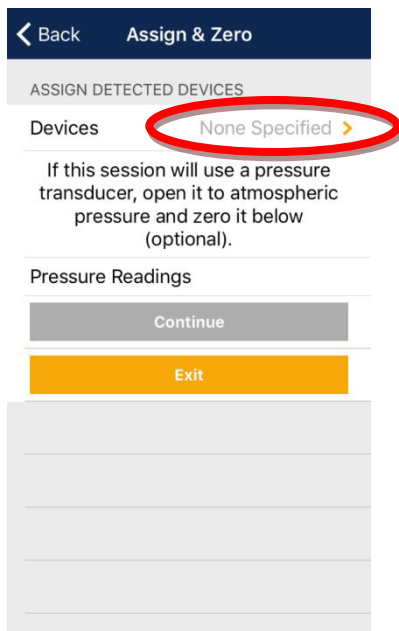 Back Assign & Zero
ASSIGN DETECTED DEVICES
Devices None Specified >
If this session will use a pressure
transducer, open it to atmospheric
pressure and zero it below
(optional).
Pressure Readings
Continue
Exit